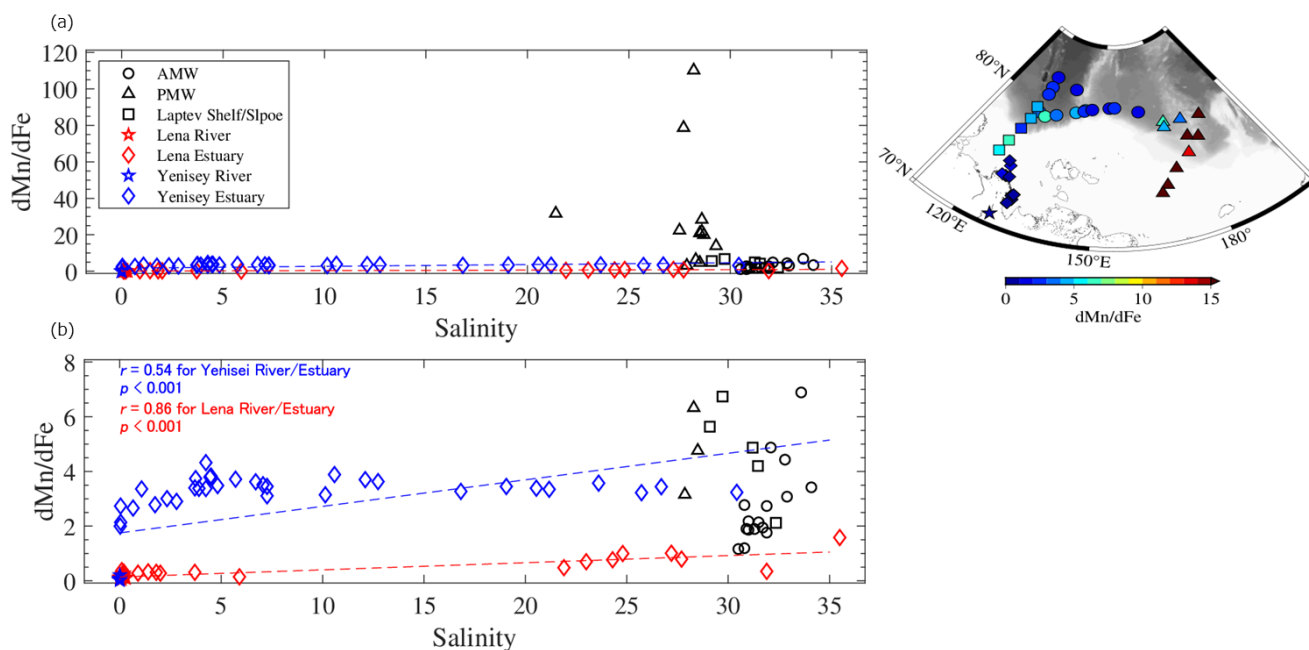 (a)
120
100
80
60
40
20
0
dMn/dFe
AMW
PMW
Laptev Shelf/Slpoe
Lena River
Lena Estuary
Yenisey River
Yenisey Estuary
0 5 10 15 20 25 30 35
Salinity
80°N
70°N
120°E
150°E
180°
0 5 10 15
dMn/dFe
(b)
8
6
4
2
0
dMn/dFe
r = 0.54 for Yehisei River/Estuary
p < 0.001
r = 0.86 for Lena River/Estuary
p < 0.001
0 5 10 15 20 25 30 35
Salinity